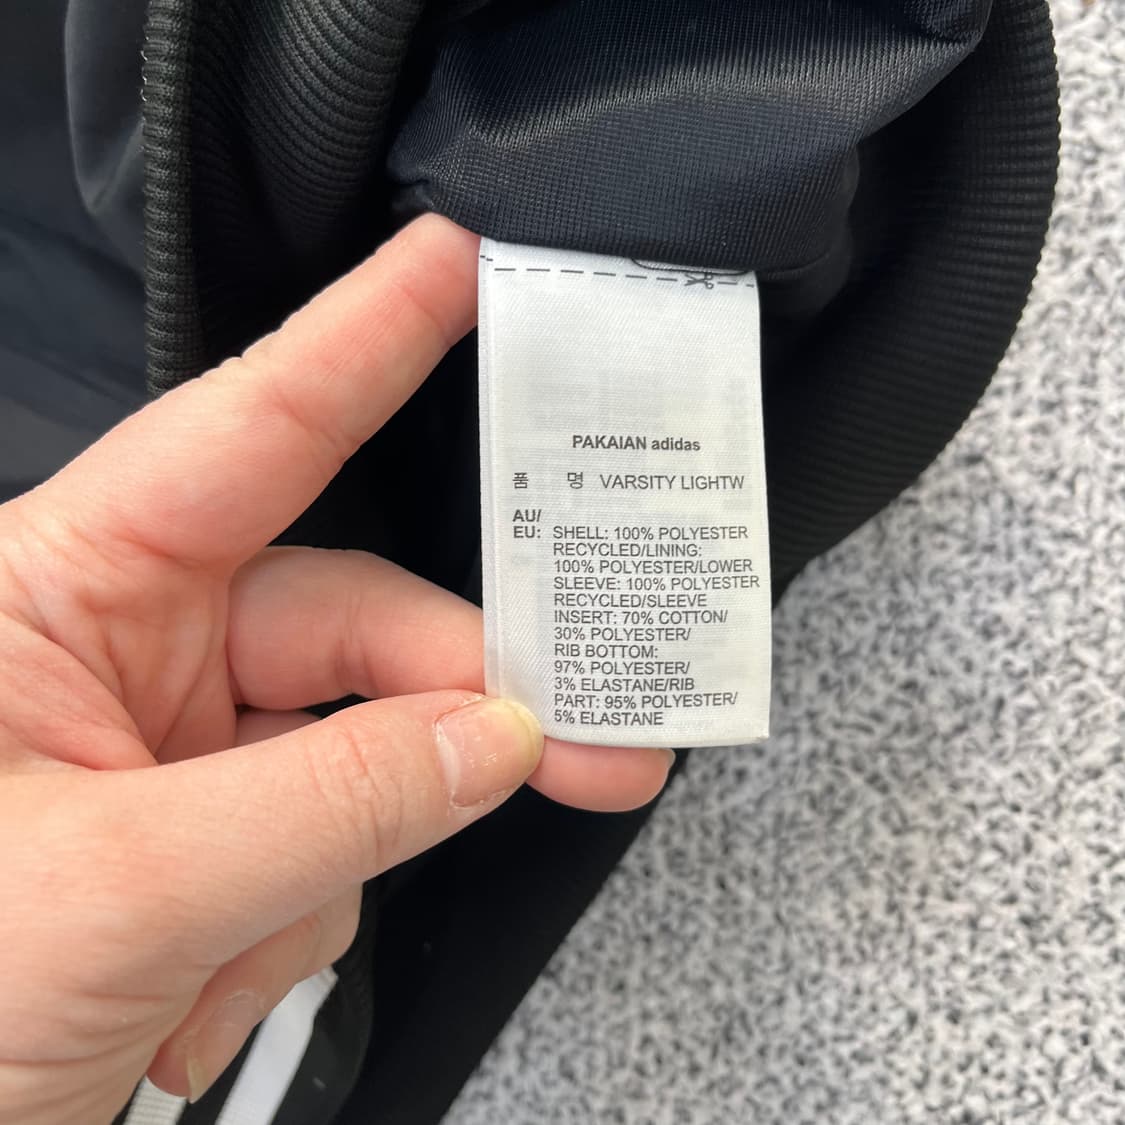 PAKAIAN adidas
품 명 VARSITY LIGHTW
AU/
EU: SHELL: 100% POLYESTER
RECYCLED/LINING:
100% POLYESTER/LOWER
SLEEVE: 100% POLYESTER
RECYCLED/SLEEVE
INSERT: 70% COTTON/
30% POLYESTER/
RIB BOTTOM:
97% POLYESTER/
3% ELASTANE/RIB
PART: 95% POLYESTER/
5% ELASTANE